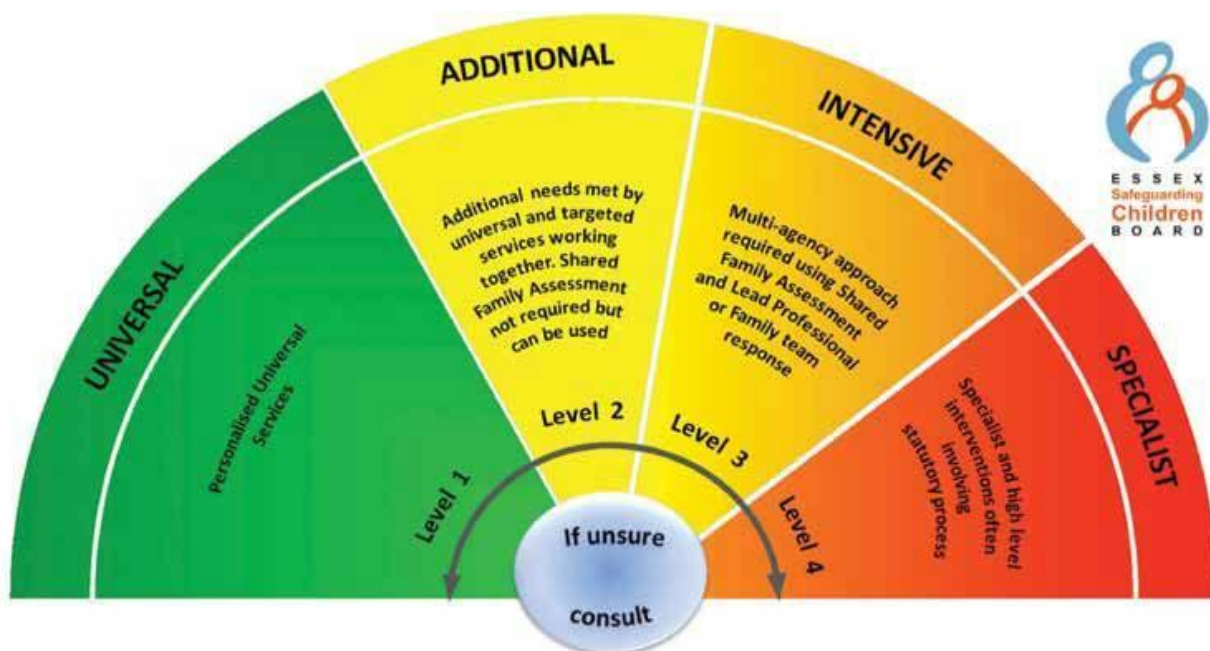 UNIVERSAL
Personalised Universal
Services
Level 1
ADDITIONAL
Additional needs met by
universal and targeted
services working
together. Shared
Family Assessment
not required but
can be used
Level 2
INTENSIVE
Multi-agency approach
required using Shared
Family Assessment
and Lead Professional
or Family team
response
Level 3
SPECIALIST
Specialist and high level
interventions often
involving
statutory process
Level 4
If unsure
consult
ESSEX
Safeguarding
Children
BOARD